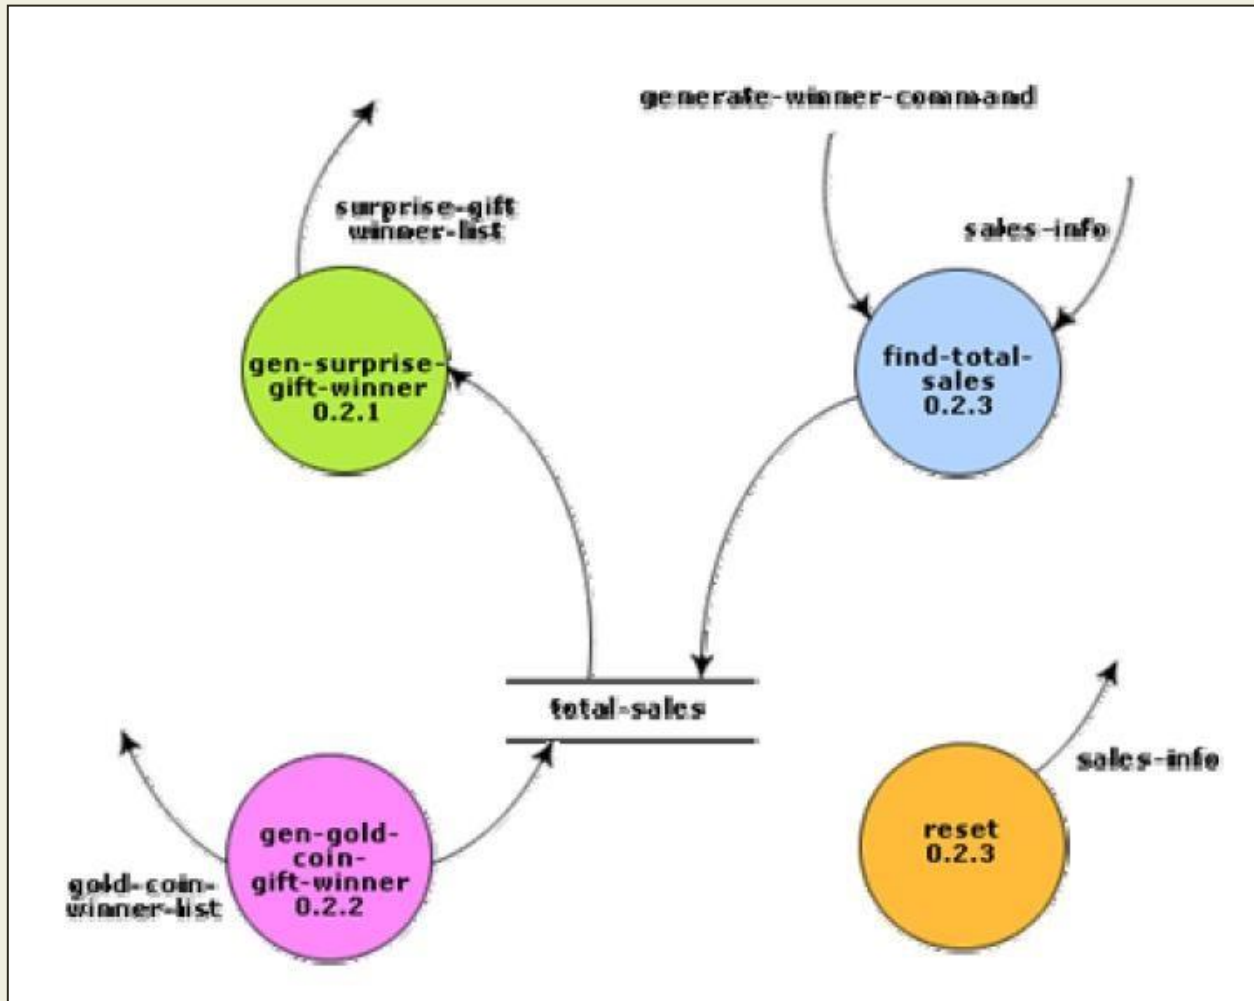 generate-winner-command
surprise-gift
winner-list
sales-info
gen-surprise-
gift-winner
0.2.1
find-total-
sales
0.2.3
total-sales
sales-info
gen-gold-
coin-
gift-winner
0.2.2
reset
0.2.3
gold-coin-
winner-list